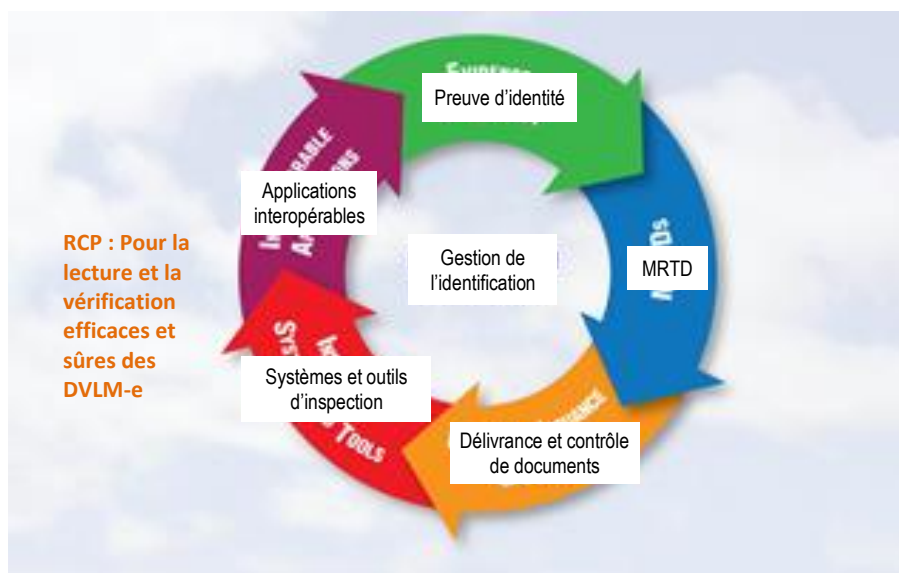 Preuve d'identité
Applications
interopérables
RCP : Pour la
lecture et la
vérification
efficaces et
sûres des
DVLM-e
Gestion de
l'identification
MRTD
Systèmes et outils
d'inspection
Délivrance et contrôle
de documents
TOOLS